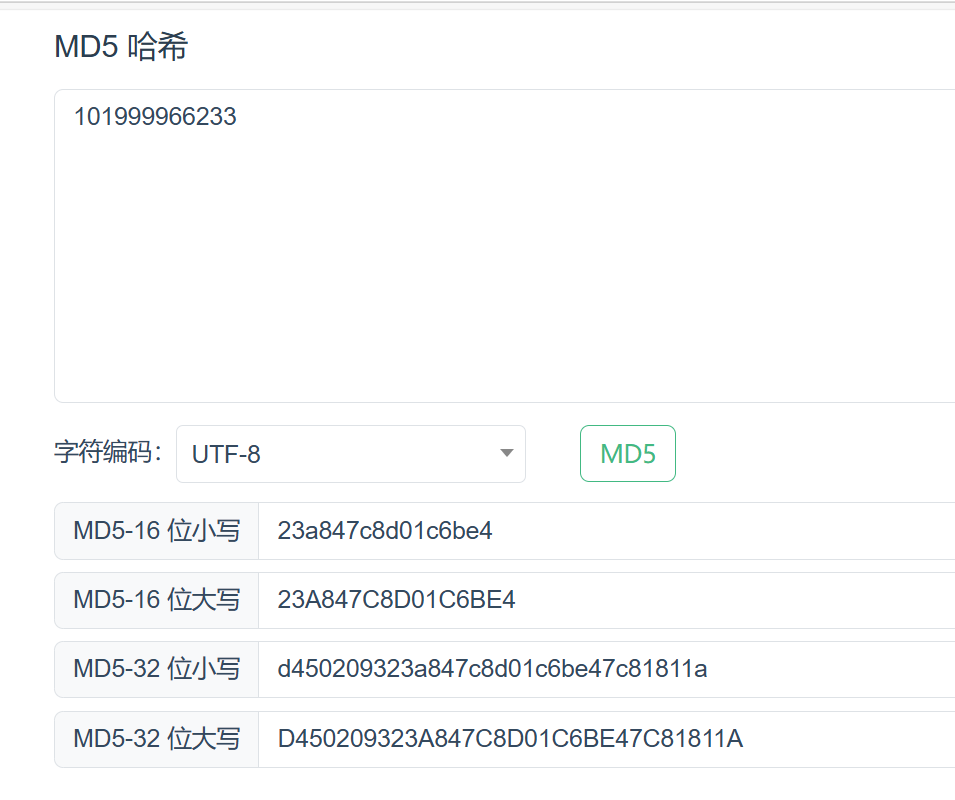 MD5 哈希
101999966233
字符编码： UTF-8 MD5
MD5-16 位小写 23a847c8d01c6be4
MD5-16 位大写 23A847C8D01C6BE4
MD5-32 位小写 d450209323a847c8d01c6be47c81811a
MD5-32 位大写 D450209323A847C8D01C6BE47C81811A